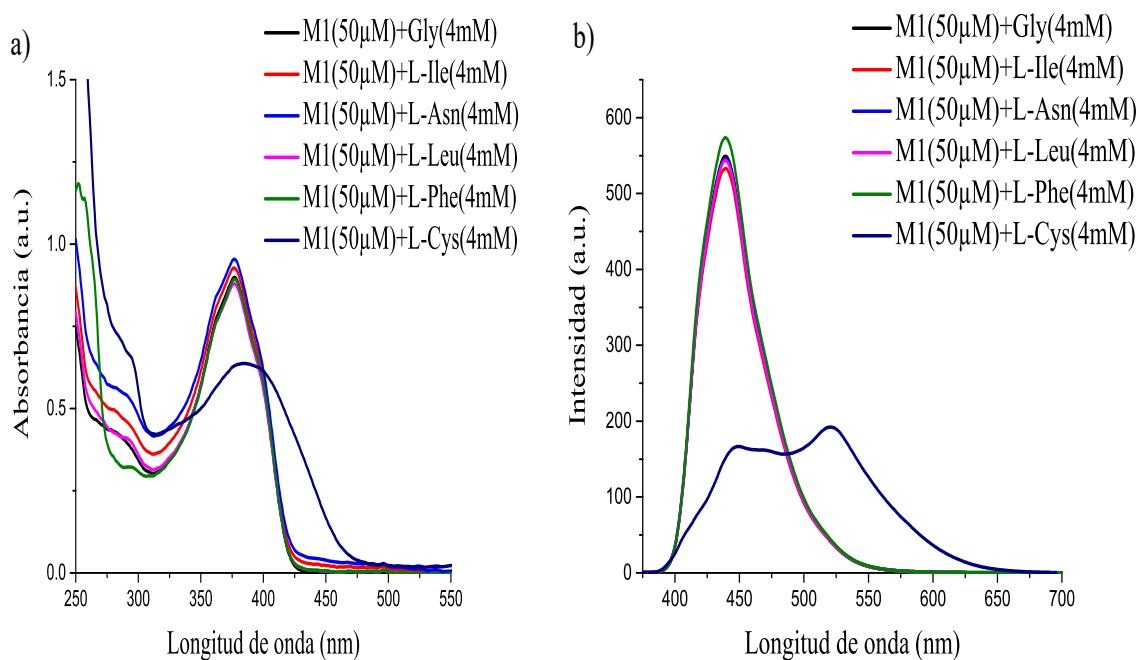 a)
M1(50µM)+Gly(4mM)
M1(50µM)+L-Ile(4mM)
M1(50µM)+L-Asn(4mM)
M1(50µM)+L-Leu(4mM)
M1(50µM)+L-Phe(4mM)
M1(50µM)+L-Cys(4mM)
Absorbancia (a.u.)
1.5
1.0
0.5
0.0
250 300 350 400 450 500 550
Longitud de onda (nm)
b)
M1(50µM)+Gly(4mM)
M1(50µM)+L-Ile(4mM)
M1(50µM)+L-Asn(4mM)
M1(50µM)+L-Leu(4mM)
M1(50µM)+L-Phe(4mM)
M1(50µM)+L-Cys(4mM)
Intensidad (a.u.)
600
500
400
300
200
100
0
400 450 500 550 600 650 700
Longitud de onda (nm)